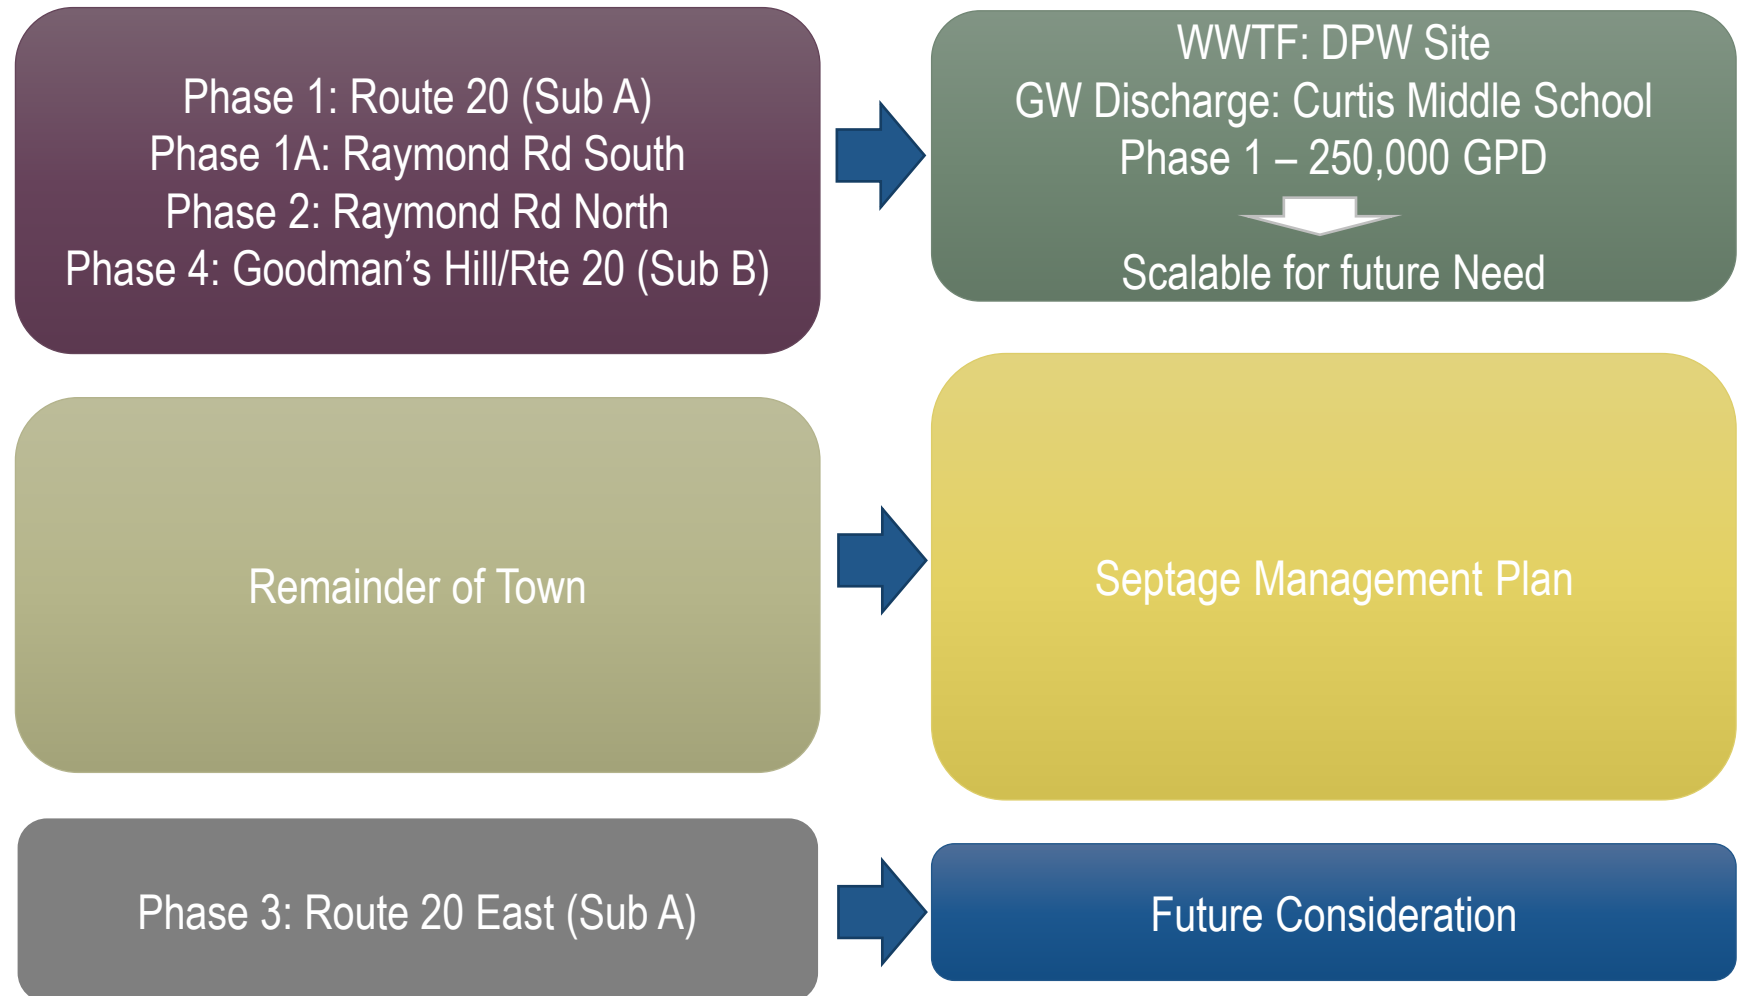 Phase 1: Route 20 (Sub A)
Phase 1A: Raymond Rd South
Phase 2: Raymond Rd North
Phase 4: Goodman’s Hill/Rte 20 (Sub B)
WWTF: DPW Site
GW Discharge: Curtis Middle School
Phase 1 – 250,000 GPD
Scalable for future Need
Remainder of Town
Septage Management Plan
Phase 3: Route 20 East (Sub A)
Future Consideration